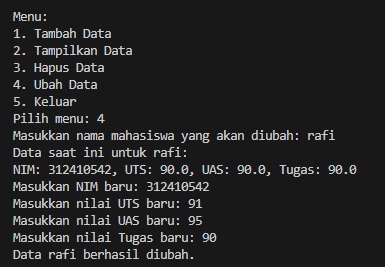 Menu:
1. Tambah Data
2. Tampilkan Data
3. Hapus Data
4. Ubah Data
5. Keluar
Pilih menu: 4
Masukkan nama mahasiswa yang akan diubah: rafi
Data saat ini untuk rafi:
NIM: 312410542, UTS: 90.0, UAS: 90.0, Tugas: 90.0
Masukkan NIM baru: 312410542
Masukkan nilai UTS baru: 91
Masukkan nilai UAS baru: 95
Masukkan nilai Tugas baru: 90
Data rafi berhasil diubah.